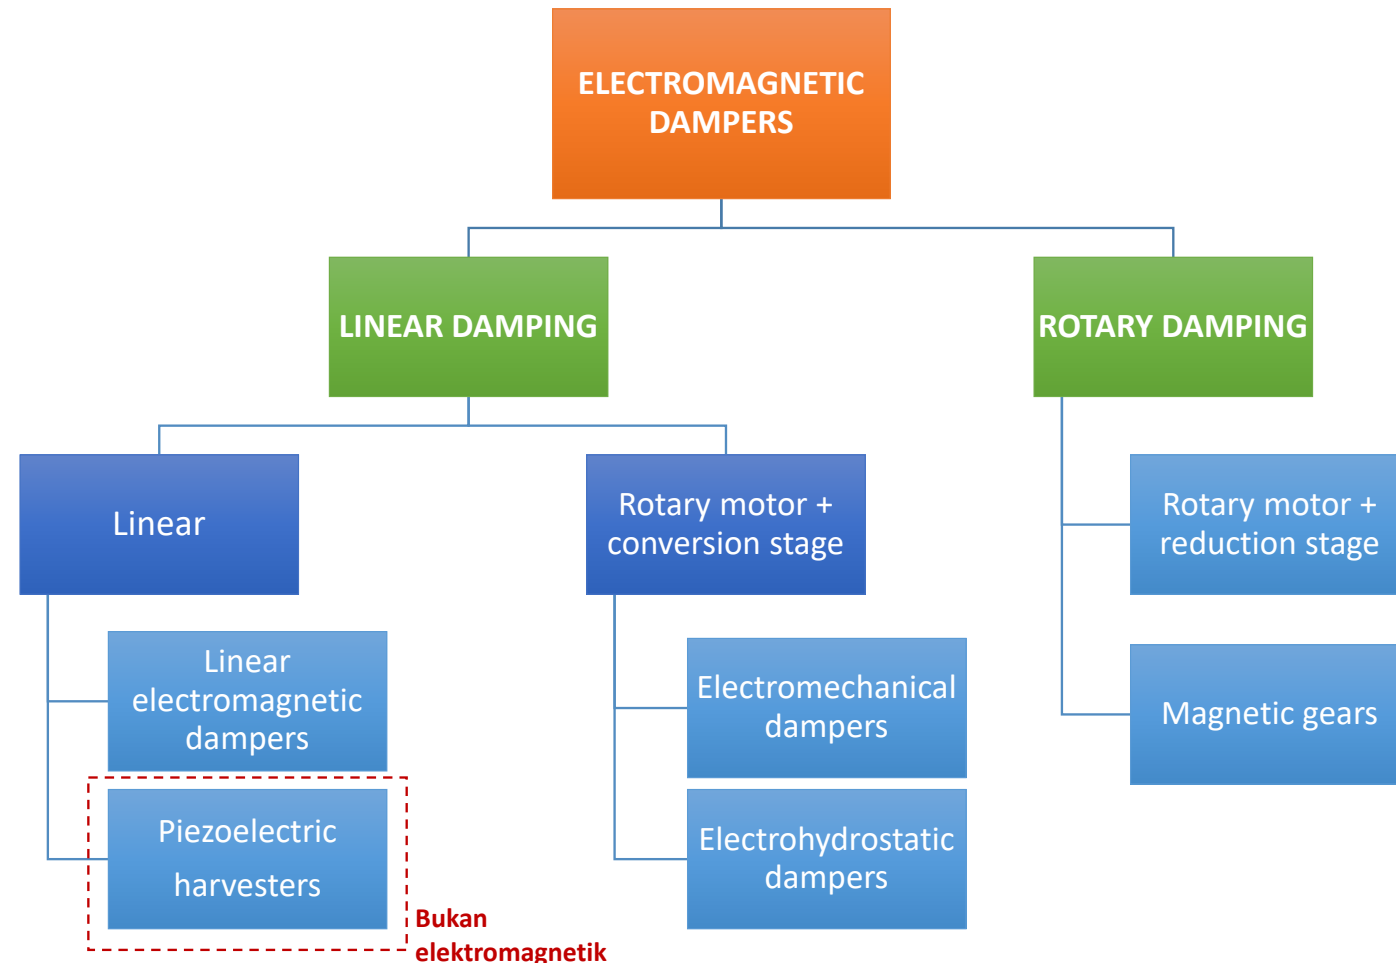 ELECTROMAGNETIC
DAMPERS
LINEAR DAMPING
ROTARY DAMPING
Linear
Rotary motor +
conversion stage
Rotary motor +
reduction stage
Linear
electromagnetic
dampers
Electromechanical
dampers
Magnetic gears
Piezoelectric
harvesters
Electrohydrostatic
dampers
Bukan
elektromagnetik